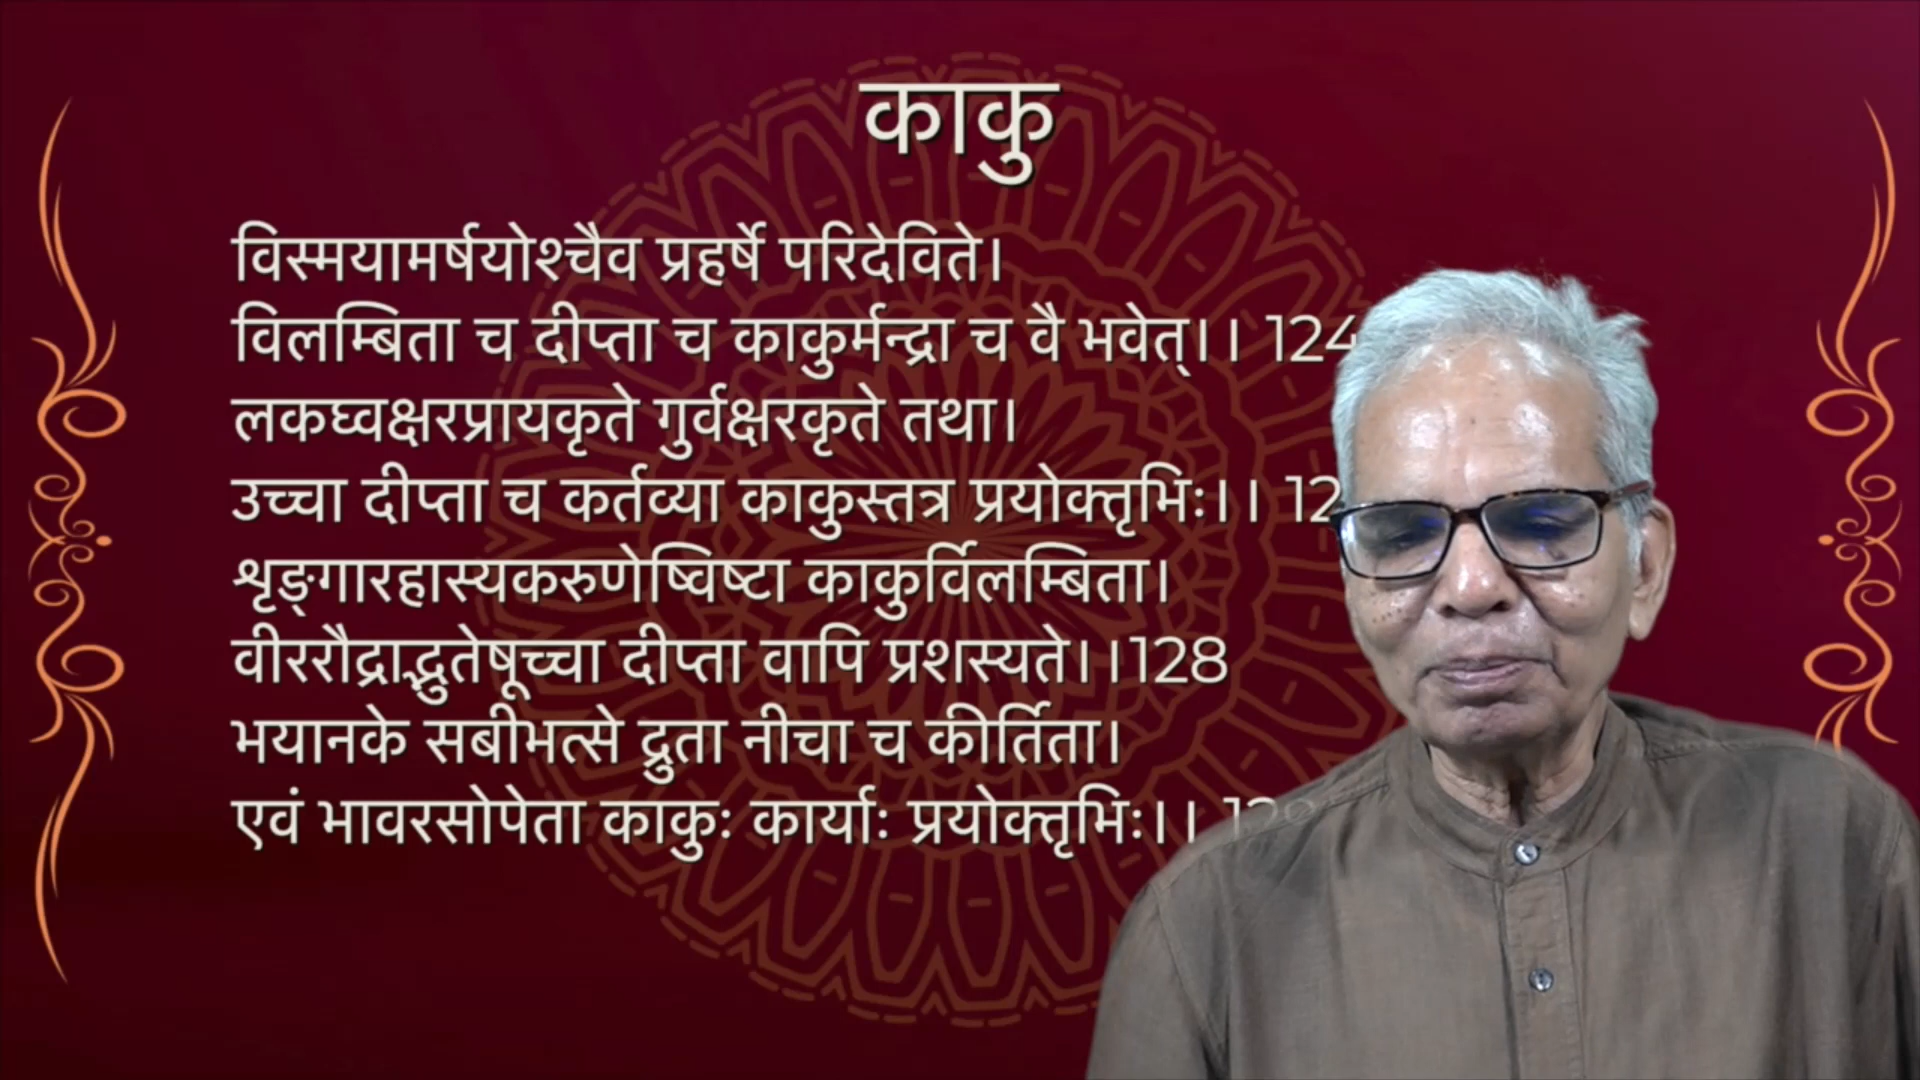 काकु
विस्मयामर्षयोश्चैव प्रहर्षे परिदेविते।
विलम्बिता च दीप्ता च काकुर्मन्द्रा च वै भवेत्।। 124
लकघ्वक्षरप्रायकृते गुर्वक्षरकृते तथा।
उच्चा दीप्ता च कर्तव्या काकुस्तत्र प्रयोक्तृभिः।।
शृङ्गारहास्यकरुणेष्विष्टा काकुर्विलम्बिता।
वीररौद्राद्भुतेषूच्चा दीप्ता वापि प्रशस्यते।।128
भयानके सबीभत्से द्रुता नीचा च कीर्तिता।
एवं भावरसोपेता काकुः कार्याः प्रयोक्तृभिः।।